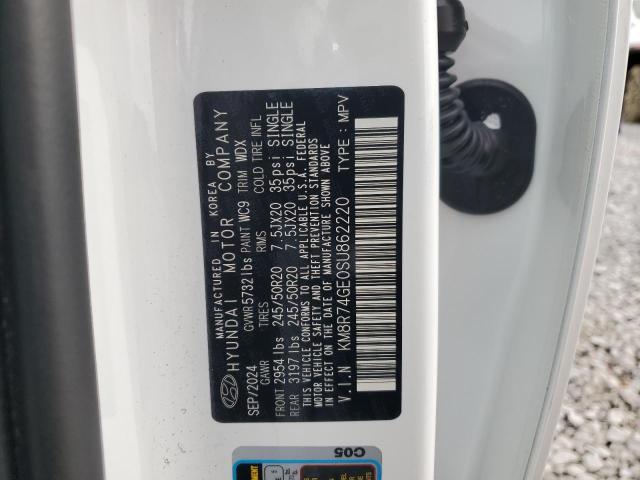 MANUFACTURED IN KOREA BY
HYUNDAI MOTOR COMPANY
SEP/2024 GVWR 5732lbs PAINT WC9 TRIM WDX
GAWR TIRES RIMS COLD TIRE INFL
FRONT 2954lbs 245/50R20 7.5JX20 35psi SINGLE
REAR 3197lbs 245/50R20 7.5JX20 35psi SINGLE
THIS VEHICLE CONFORMS TO ALL APPLICABLE U.S.A. FEDERAL
MOTOR VEHICLE SAFETY, BUMPER, AND THEFT PREVENTION STANDARDS
IN EFFECT ON THE DATE OF MANUFACTURE SHOWN ABOVE
V.I.N KM8R74GE0SU862220 TYPE : MPV
C05